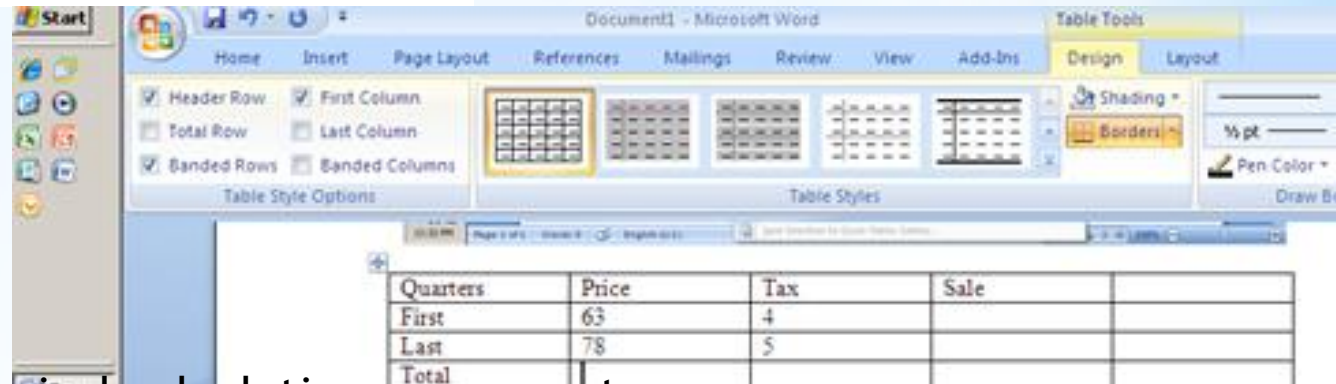 Start
Document1 - Microsoft Word
Table Tools
Home Insert Page Layout References Mailings Review View Add-Ins Design Layout
Header Row First Column
Total Row Last Column
Banded Rows Banded Columns
Table Style Options
Table Styles
Shading
Borders
½ pt
Pen Color
Draw
Quarters Price Tax Sale
First 63 4
Last 78 5
Total